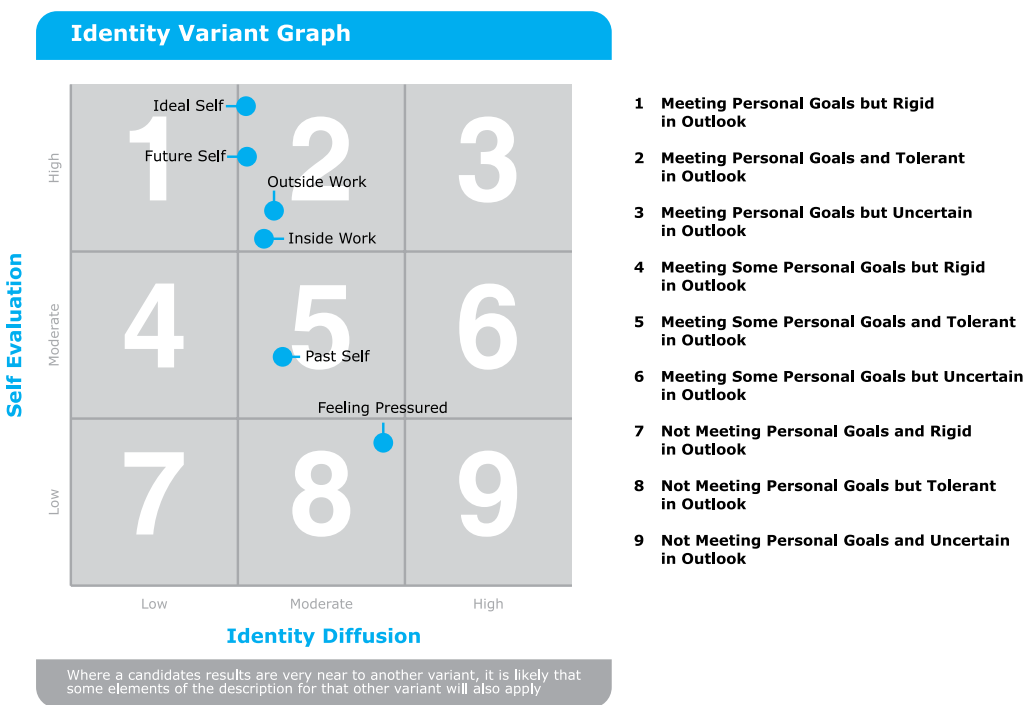 Identity Variant Graph
Ideal Self
Future Self
Outside Work
Inside Work
Past Self
Feeling Pressured
1
2
3
4
5
6
7
8
9
High
Moderate
Low
Self Evaluation
Low
Moderate
High
Identity Diffusion
Where a candidates results are very near to another variant, it is likely that
some elements of the description for that other variant will also apply
1 Meeting Personal Goals but Rigid
in Outlook
2 Meeting Personal Goals and Tolerant
in Outlook
3 Meeting Personal Goals but Uncertain
in Outlook
4 Meeting Some Personal Goals but Rigid
in Outlook
5 Meeting Some Personal Goals and Tolerant
in Outlook
6 Meeting Some Personal Goals but Uncertain
in Outlook
7 Not Meeting Personal Goals and Rigid
in Outlook
8 Not Meeting Personal Goals but Tolerant
in Outlook
9 Not Meeting Personal Goals and Uncertain
in Outlook